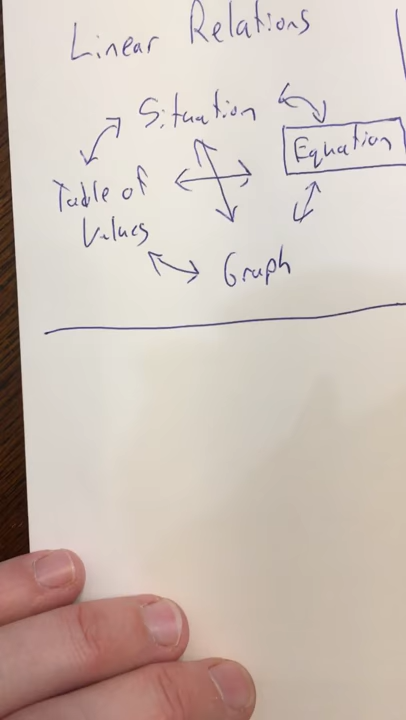 Linear Relations
Situation
Equation
Table of
Values
Graph